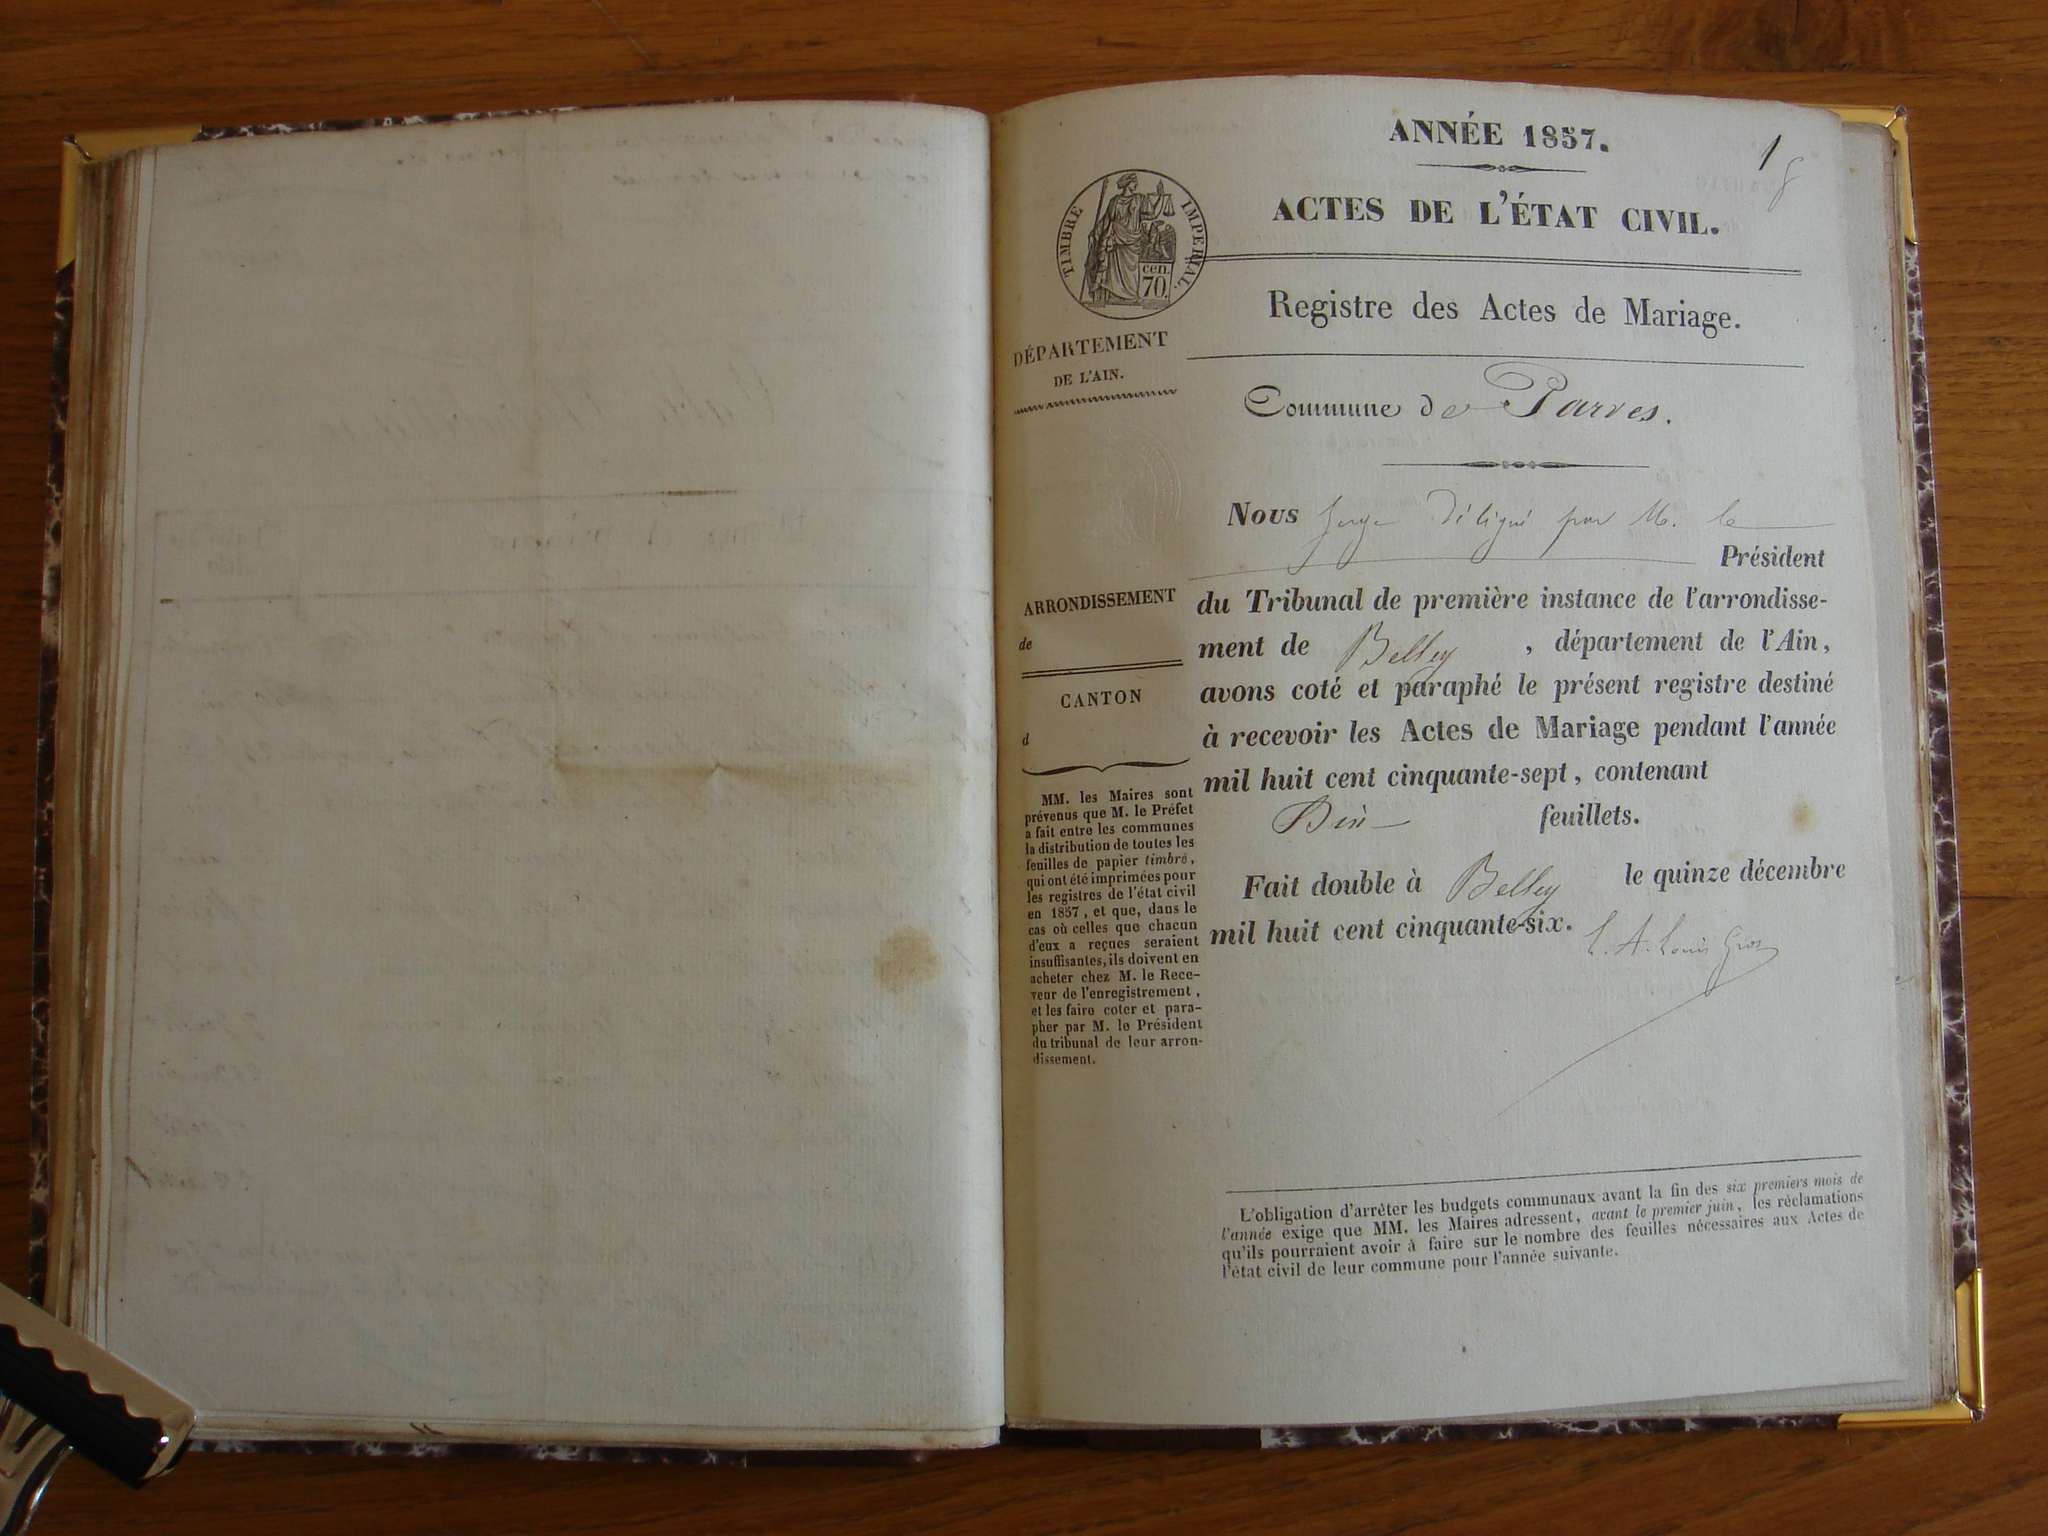 ANNÉE 1857.
1
ACTES DE L'ÉTAT CIVIL.
TIMBRE IMPERIAL.
cen.
70.
Registre des Actes de Mariage.
DÉPARTEMENT
DE L'AIN.
Commune de Parves.
Nous Juge délégué par M. le
Président
du Tribunal de première instance de l'arrondisse-
ment de Belley, département de l'Ain,
avons coté et paraphé le présent registre destiné
à recevoir les Actes de Mariage pendant l'année
mil huit cent cinquante-sept, contenant
feuillets.
Fait double à Belley le quinze décembre
mil huit cent cinquante-six.
L. A. Louis Gros
ARRONDISSEMENT
de
CANTON
d
MM. les Maires sont
prévenus que M. le Préfet
a fait entre les communes
la distribution de toutes les
feuilles de papier timbré,
qui ont été imprimées pour
les registres de l'état civil
en 1857, et que, dans le
cas où celles que chacun
d'eux a reçues seraient
insuffisantes, ils doivent en
acheter chez M. le Rece-
veur de l'enregistrement,
et les faire coter et para-
pher par M. le Président
du tribunal de leur arron-
dissement.
L'obligation d'arrêter les budgets communaux avant la fin des six premiers mois de
l'année exige que MM. les Maires adressent, avant le premier juin, les réclamations
qu'ils pourraient avoir à faire sur le nombre des feuilles nécessaires aux Actes de
l'état civil de leur commune pour l'année suivante.